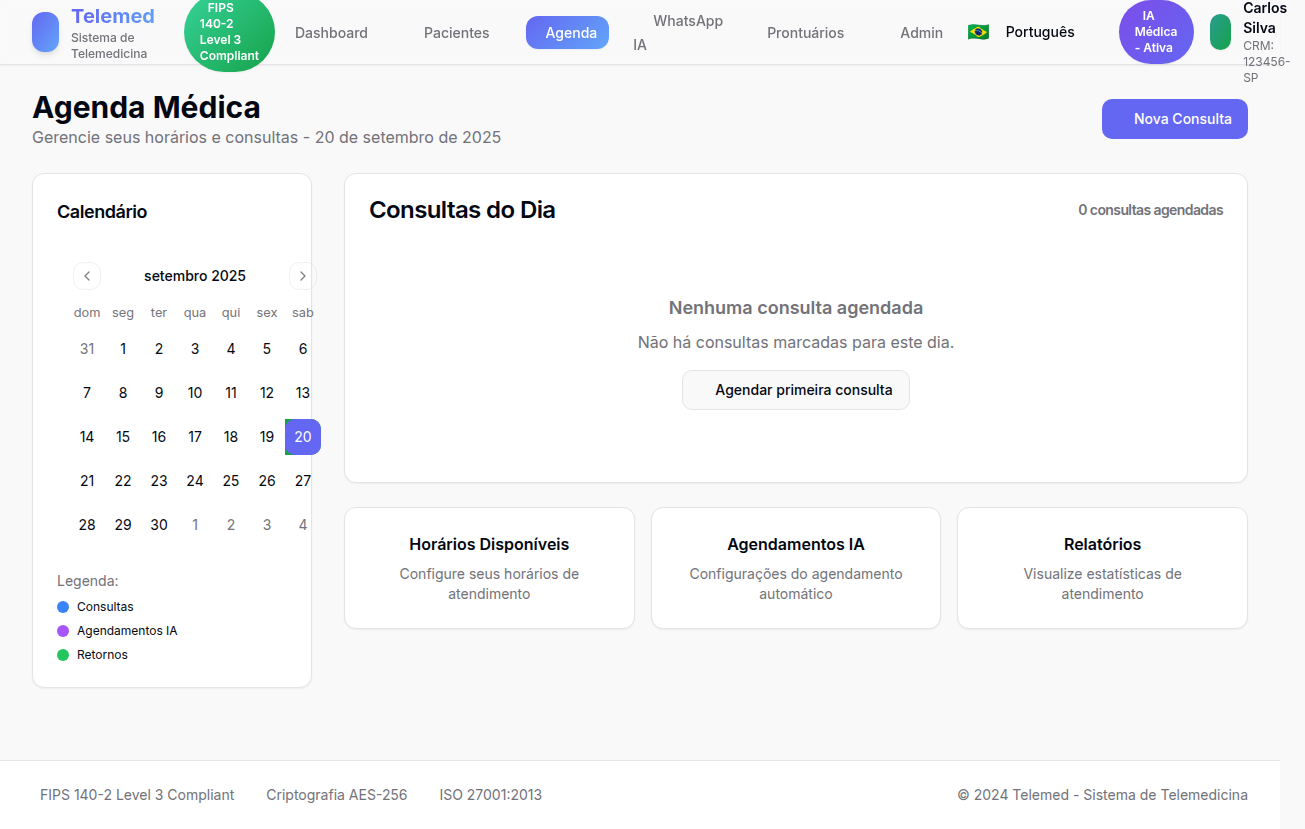 Telemed
Sistema de
Telemedicina
FIPS
140-2
Level 3
Compliant
Dashboard
Pacientes
Agenda
WhatsApp
IA
Prontuários
Admin
🇧🇷 Português
IA
Médica
- Ativa
Carlos
Silva
CRM:
123456-
SP
Agenda Médica
Gerencie seus horários e consultas - 20 de setembro de 2025
Nova Consulta
Calendário
setembro 2025
dom seg ter qua qui sex sab
31 1 2 3 4 5 6
7 8 9 10 11 12 13
14 15 16 17 18 19 20
21 22 23 24 25 26 27
28 29 30 1 2 3 4
Legenda:
Consultas
Agendamentos IA
Retornos
Consultas do Dia
0 consultas agendadas
Nenhuma consulta agendada
Não há consultas marcadas para este dia.
Agendar primeira consulta
Horários Disponíveis
Configure seus horários de
atendimento
Agendamentos IA
Configurações do agendamento
automático
Relatórios
Visualize estatísticas de
atendimento
FIPS 140-2 Level 3 Compliant
Criptografia AES-256
ISO 27001:2013
© 2024 Telemed - Sistema de Telemedicina